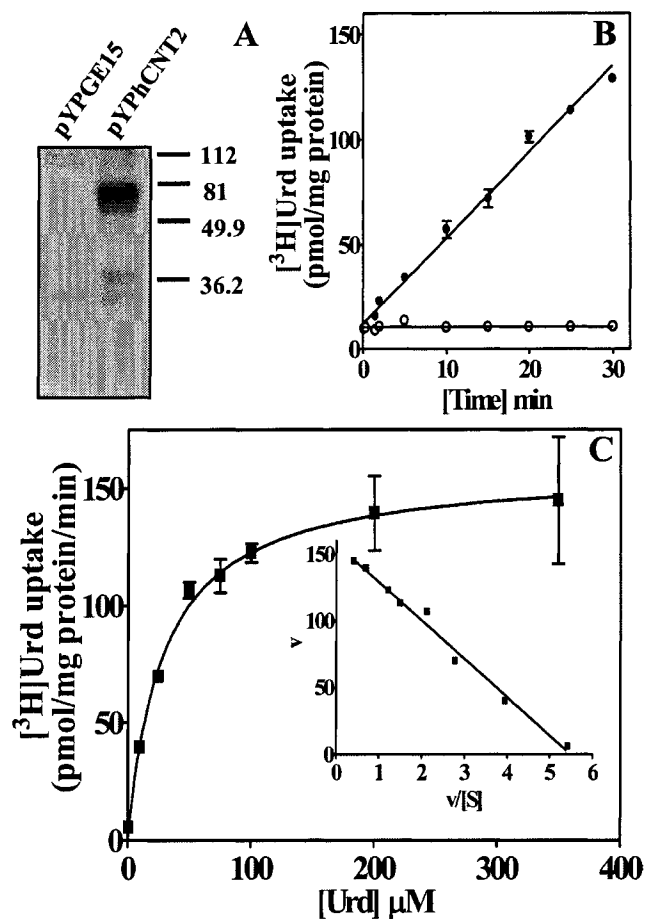 A
pYPGE15
pYPhCNT2
112
81
49.9
36.2
B
150
100
50
0
[³H]Urd uptake
(pmol/mg protein)
0
10
20
30
[Time] min
C
150
100
50
0
[³H]Urd uptake
(pmol/mg protein/min)
0
100
200
300
400
[Urd] µM
150
100
50
0
v
0
1
2
3
4
5
6
v/[S]